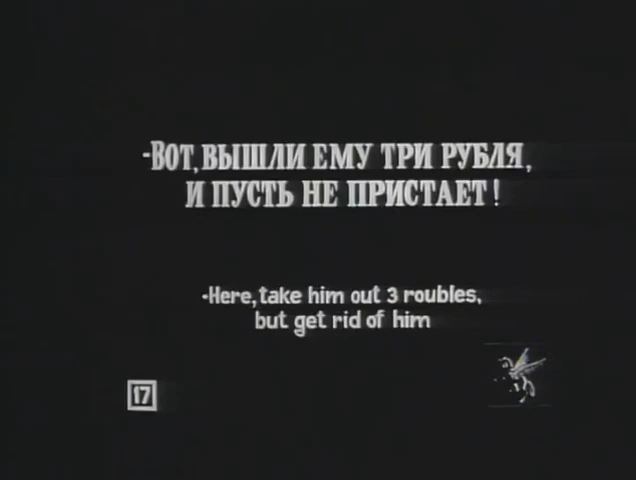 -ВОТ, ВЫШЛИ ЕМУ ТРИ РУБЛЯ,
И ПУСТЬ НЕ ПРИСТАЕТ!
-Here, take him out 3 roubles,
but get rid of him
17